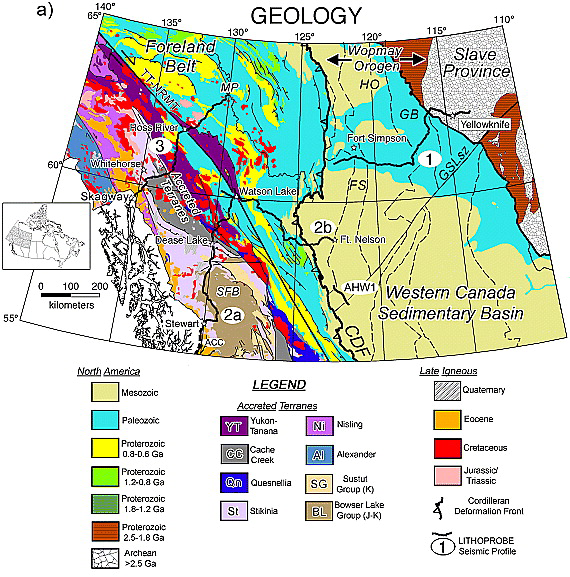 a)
GEOLOGY
140°
65°
135°
130°
125°
120°
115°
110°
Foreland
Belt
Wopmay
Orogen
Slave
Province
HO
MP
GB
TT-NRMT
Yellowknife
Ross River
Fort Simpson
3
1
GSLsz
60°
Whitehorse
Accreted
Terranes
FS
Watson Lake
Skagway
2b
Ft. Nelson
Dease Lake
AHW1
Western Canada
Sedimentary Basin
SFB
0 100 200
kilometers
2a
55°
Stewart
CDF
ACC
North America
Mesozoic
Paleozoic
Proterozoic
0.8-0.6 Ga
Proterozoic
1.2-0.8 Ga
Proterozoic
1.8-1.2 Ga
Proterozoic
2.5-1.8 Ga
Archean
>2.5 Ga
LEGEND
Accreted Terranes
YT Yukon-
Tanana
CC Cache
Creek
Qn Quesnellia
St Stikinia
Ni Nisling
Al Alexander
SG Sustut
Group (K)
BL Bowser Lake
Group (J-K)
Late Igneous
Quaternary
Eocene
Cretaceous
Jurassic/
Triassic
Cordilleran
Deformation Front
1 LITHOPROBE
Seismic Profile